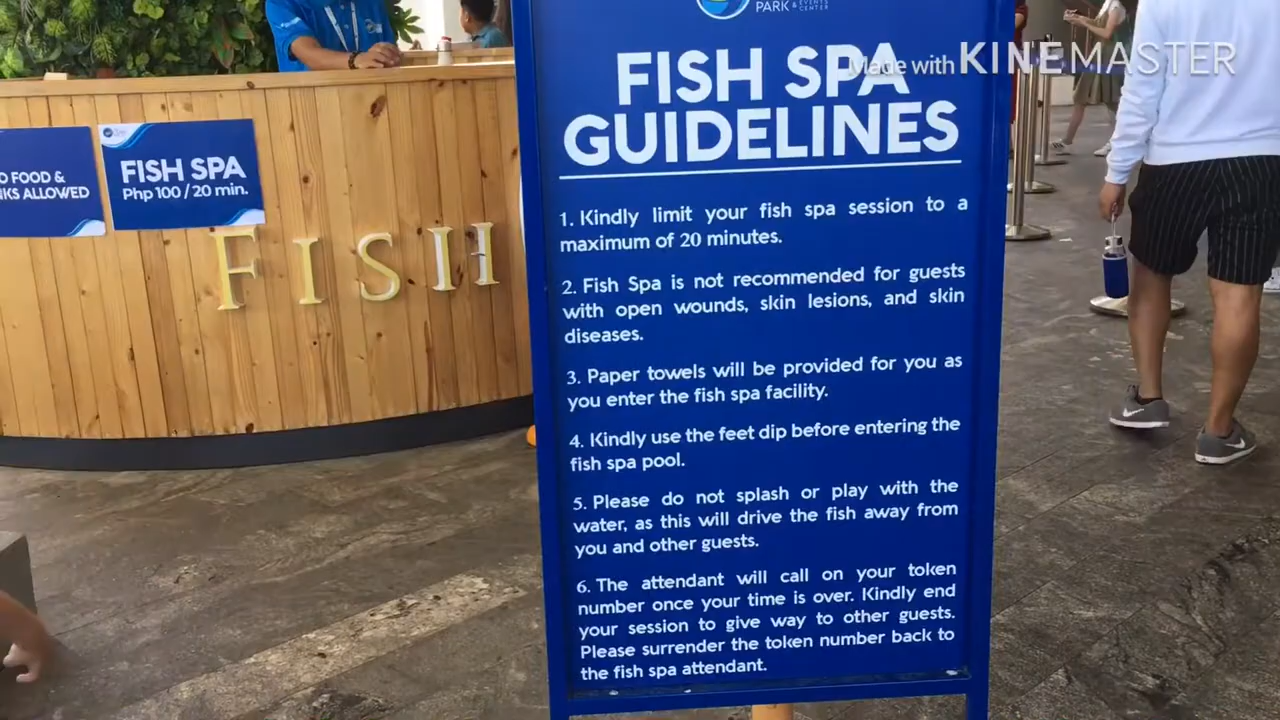 PARK & EVENTS CENTER
FISH SPA
GUIDELINES
1. Kindly limit your fish spa session to a
maximum of 20 minutes.
2. Fish Spa is not recommended for guests
with open wounds, skin lesions, and skin
diseases.
3. Paper towels will be provided for you as
you enter the fish spa facility.
4. Kindly use the feet dip before entering the
fish spa pool.
5. Please do not splash or play with the
water, as this will drive the fish away from
you and other guests.
6. The attendant will call on your token
number once your time is over. Kindly end
your session to give way to other guests.
Please surrender the token number back to
the fish spa attendant.
Made with KINEMASTER
O FOOD &
KS ALLOWED
FISH SPA
Php 100 / 20 min.
FISH